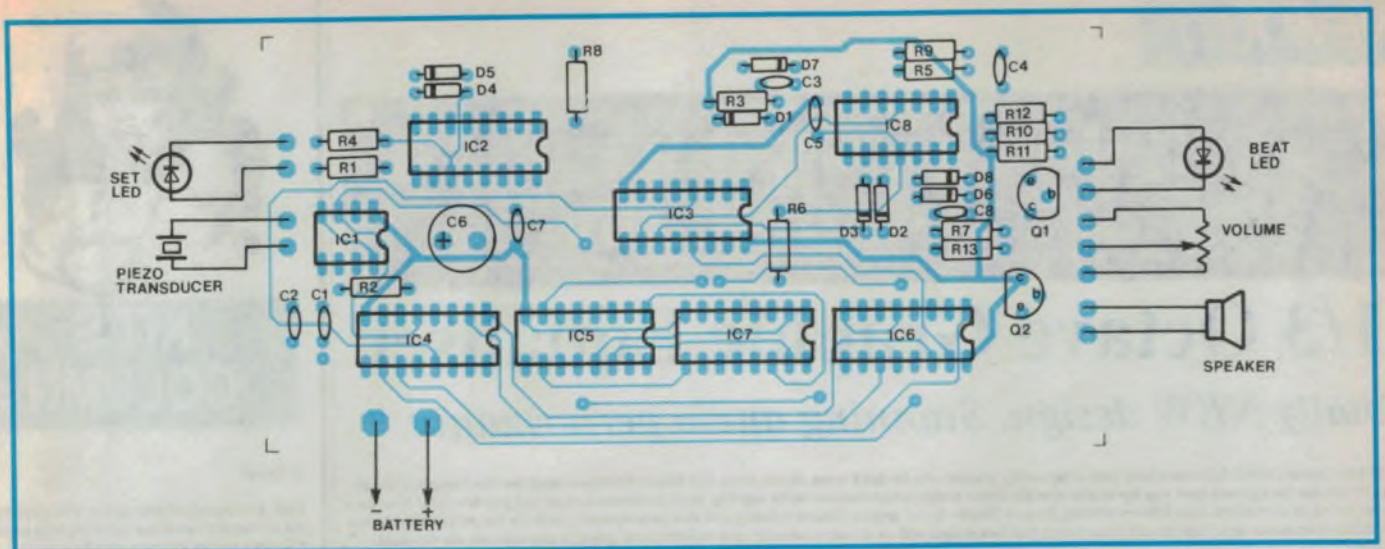 R8
R9
D7
D5
R5
C3
C4
D4
R3
D1
R12
IC8
R4
R10
IC2
C5
BEAT
LED
R11
SET
LED
R1
D8
D6
e
b
c
IC3
R6
C6
C7
+
C8
IC1
D3
D2
Q1
R7
VOLUME
PIEZO
TRANSDUCER
R13
R2
c
b
e
C2
C1
Q2
IC4
IC5
IC7
IC6
SPEAKER
- +
BATTERY